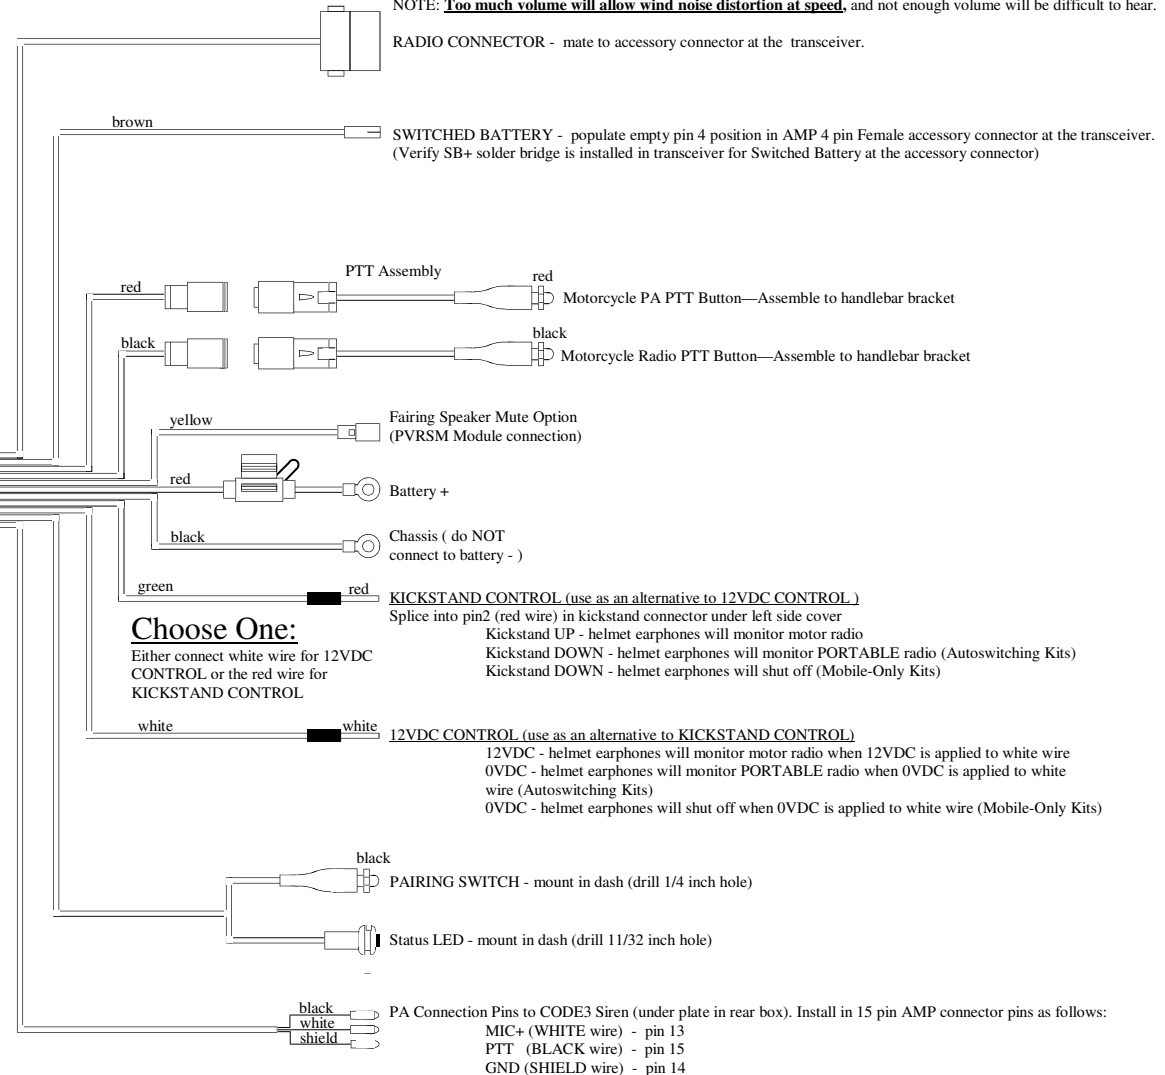 NOTE: Too much volume will allow wind noise distortion at speed, and not enough volume will be difficult to hear.
RADIO CONNECTOR - mate to accessory connector at the transceiver.
brown
SWITCHED BATTERY - populate empty pin 4 position in AMP 4 pin Female accessory connector at the transceiver.
(Verify SB+ solder bridge is installed in transceiver for Switched Battery at the accessory connector)
PTT Assembly
red
red
Motorcycle PA PTT Button—Assemble to handlebar bracket
black
black
Motorcycle Radio PTT Button—Assemble to handlebar bracket
yellow
Fairing Speaker Mute Option
(PVRSM Module connection)
red
Battery +
black
Chassis ( do NOT
connect to battery - )
green
red
KICKSTAND CONTROL (use as an alternative to 12VDC CONTROL )
Splice into pin2 (red wire) in kickstand connector under left side cover
Kickstand UP - helmet earphones will monitor motor radio
Kickstand DOWN - helmet earphones will monitor PORTABLE radio (Autoswitching Kits)
Kickstand DOWN - helmet earphones will shut off (Mobile-Only Kits)
Choose One:
Either connect white wire for 12VDC
CONTROL or the red wire for
KICKSTAND CONTROL
white
white
12VDC CONTROL (use as an alternative to KICKSTAND CONTROL)
12VDC - helmet earphones will monitor motor radio when 12VDC is applied to white wire
0VDC - helmet earphones will monitor PORTABLE radio when 0VDC is applied to white
wire (Autoswitching Kits)
0VDC - helmet earphones will shut off when 0VDC is applied to white wire (Mobile-Only Kits)
black
PAIRING SWITCH - mount in dash (drill 1/4 inch hole)
Status LED - mount in dash (drill 11/32 inch hole)
black
white
shield
PA Connection Pins to CODE3 Siren (under plate in rear box). Install in 15 pin AMP connector pins as follows:
MIC+ (WHITE wire) - pin 13
PTT (BLACK wire) - pin 15
GND (SHIELD wire) - pin 14